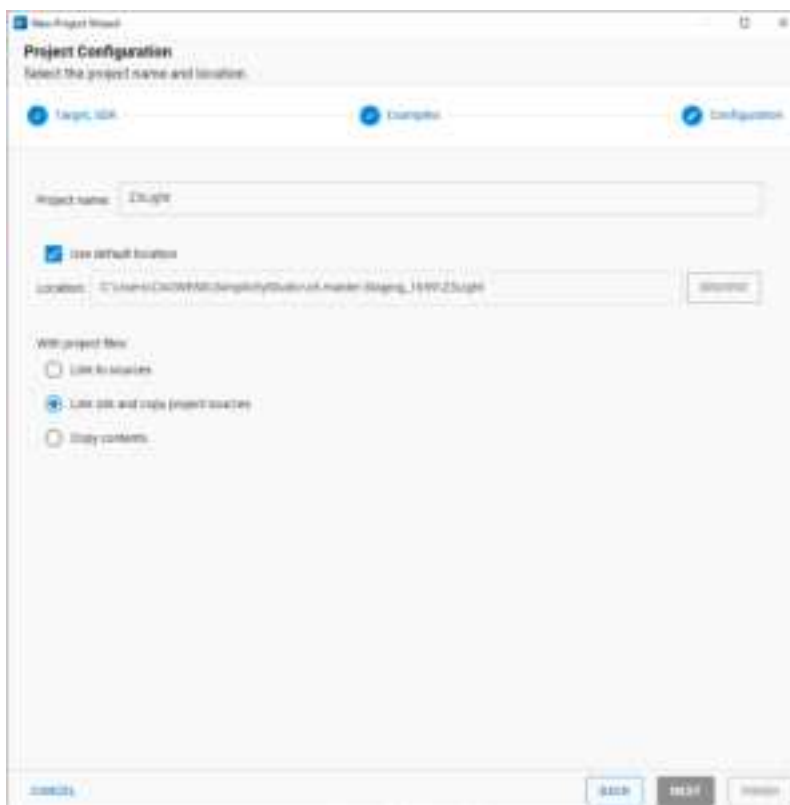 New Project Wizard
Project Configuration
Select the project name and location.
Target, SDK
Examples
Configuration
Project name:
Use default location
Location:
BROWSE
With project files:
Link to sources
Link sdk and copy project sources
Copy contents
CANCEL
BACK
NEXT
FINISH